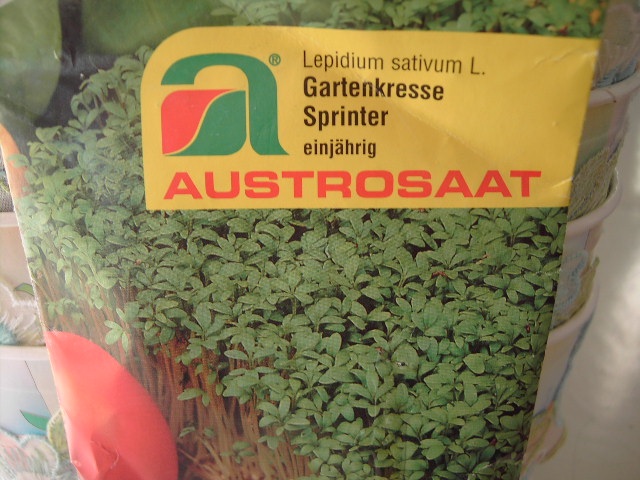 Lepidium sativum L.
Gartenkresse
Sprinter
einjährig
a®
AUSTROSAAT